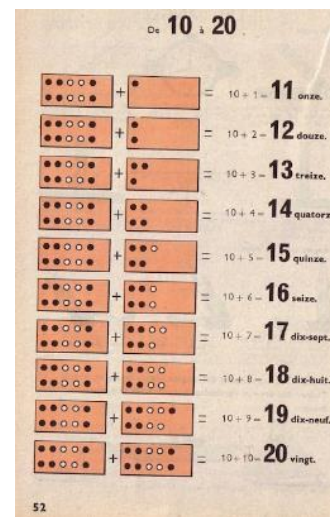 De 10 à 20.
+ = 10 + 1 = 11 onze.
+ = 10 + 2 = 12 douze.
+ = 10 + 3 = 13 treize.
+ = 10 + 4 = 14 quatorz
+ = 10 + 5 = 15 quinze.
+ = 10 + 6 = 16 seize.
+ = 10 + 7 = 17 dix-sept.
+ = 10 + 8 = 18 dix-huit.
+ = 10 + 9 = 19 dix-neuf.
+ = 10 + 10 = 20 vingt.
52